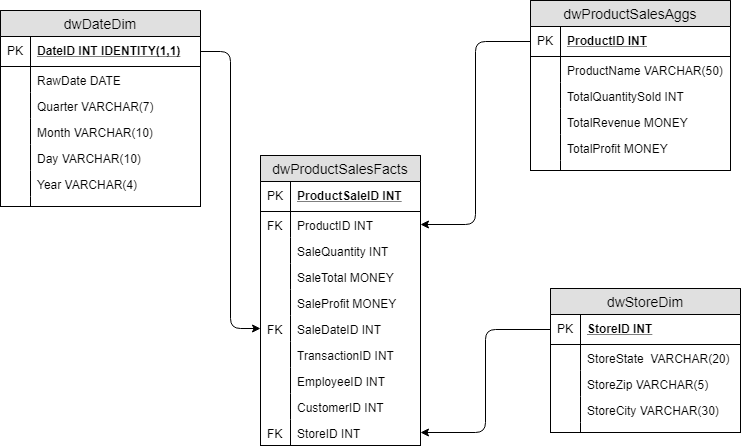 dwDateDim
PK DateID INT IDENTITY(1,1)
RawDate DATE
Quarter VARCHAR(7)
Month VARCHAR(10)
Day VARCHAR(10)
Year VARCHAR(4)
dwProductSalesAggs
PK ProductID INT
ProductName VARCHAR(50)
TotalQuantitySold INT
TotalRevenue MONEY
TotalProfit MONEY
dwProductSalesFacts
PK ProductSaleID INT
FK ProductID INT
SaleQuantity INT
SaleTotal MONEY
SaleProfit MONEY
FK SaleDateID INT
TransactionID INT
EmployeeID INT
CustomerID INT
FK StoreID INT
dwStoreDim
PK StoreID INT
StoreState VARCHAR(20)
StoreZip VARCHAR(5)
StoreCity VARCHAR(30)